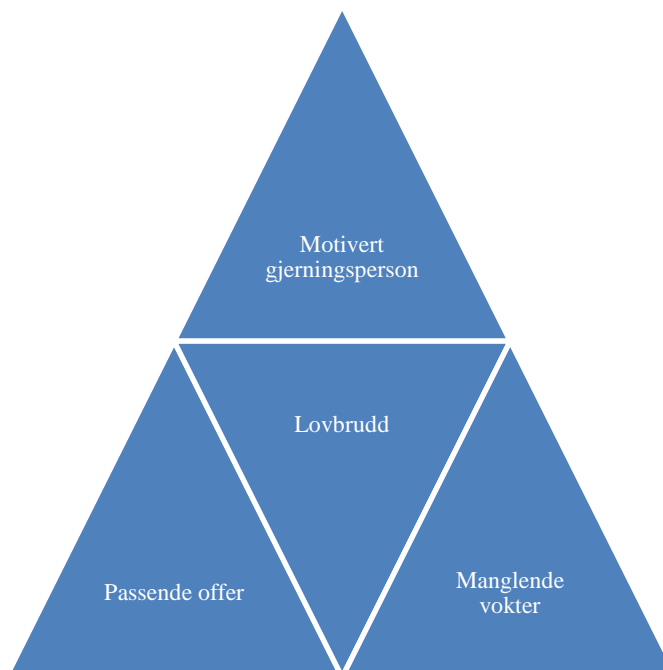 Motivert
gjerningsperson
Lovbrudd
Passende offer
Manglende
vokter